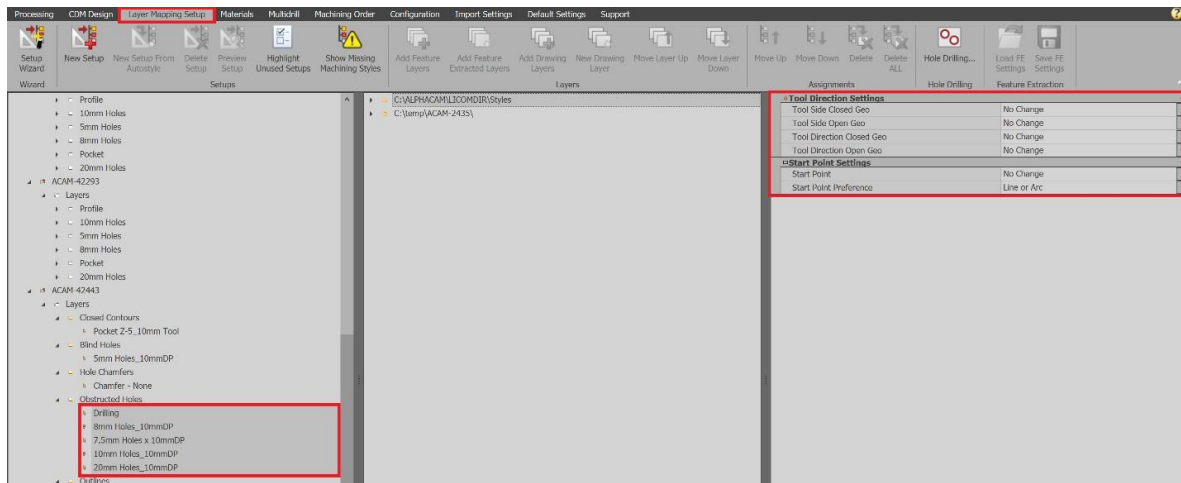 Processing CDM Design Layer Mapping Setup Materials Multidrill Machining Order Configuration Import Settings Default Settings Support
Setup Wizard
New Setup
New Setup From Autostyle
Delete Setup
Preview Setup
Highlight Unused Setups
Show Missing Machining Styles
Add Feature Layers
Add Feature Extracted Layers
Add Drawing Layers
New Drawing Layer
Move Layer Up
Move Layer Down
Move Up
Move Down
Delete
Delete ALL
Hole Drilling...
Load FE Settings
Save FE Settings
Wizard Setups Layers Assignments Hole Drilling Feature Extraction
Profile
10mm Holes
5mm Holes
8mm Holes
Pocket
20mm Holes
ACAM-42293
Layers
Profile
10mm Holes
5mm Holes
8mm Holes
Pocket
20mm Holes
ACAM-42443
Layers
Closed Contours
Pocket Z-5_10mm Tool
Blind Holes
5mm Holes_10mmDP
Hole Chamfers
Chamfer - None
Obstructed Holes
Drilling
8mm Holes_10mmDP
7.5mm Holes x 10mmDP
10mm Holes_10mmDP
20mm Holes_10mmDP
Outlines
C:\ALPHACAM\LICOMDIR\Styles
C:\temp\ACAM-2435\
Tool Direction Settings
Tool Side Closed Geo No Change
Tool Side Open Geo No Change
Tool Direction Closed Geo No Change
Tool Direction Open Geo No Change
Start Point Settings
Start Point No Change
Start Point Preference Line or Arc